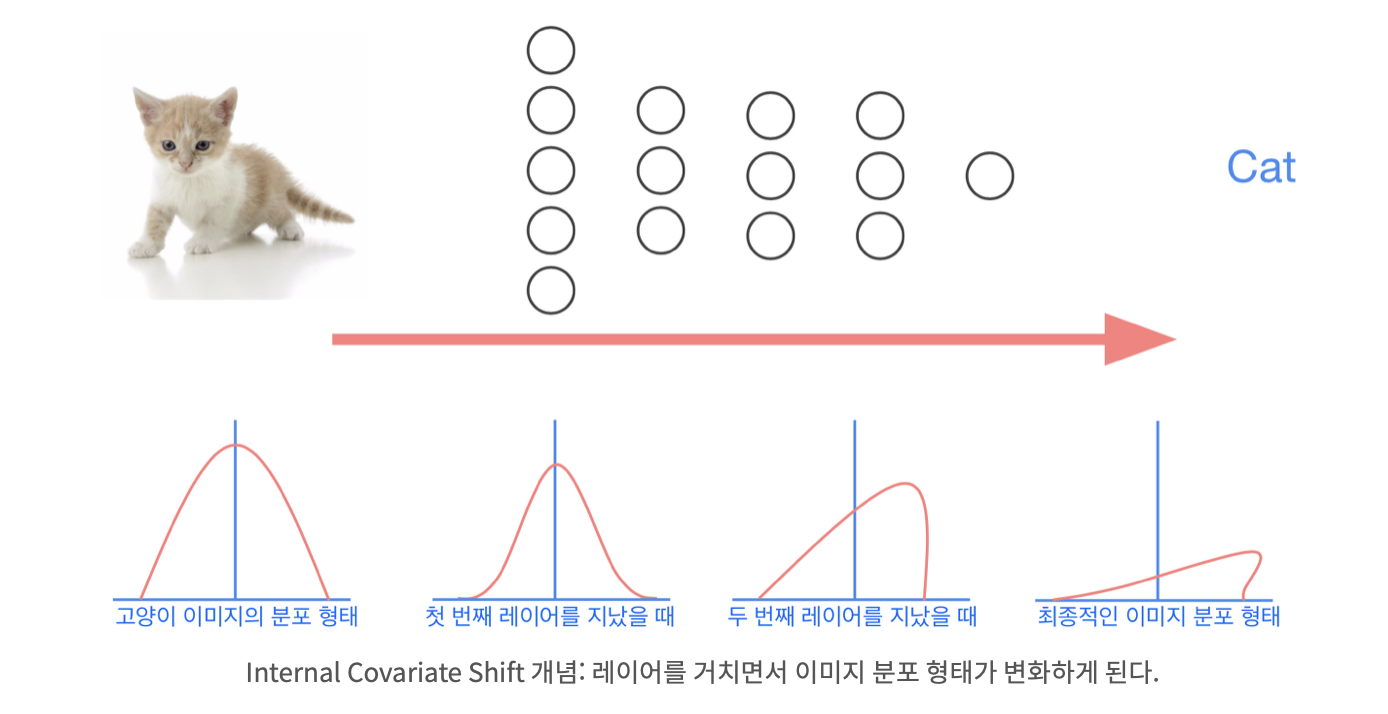 Cat
고양이 이미지의 분포 형태
첫 번째 레이어를 지났을 때
두 번째 레이어를 지났을 때
최종적인 이미지 분포 형태
Internal Covariate Shift 개념: 레이어를 거치면서 이미지 분포 형태가 변화하게 된다.